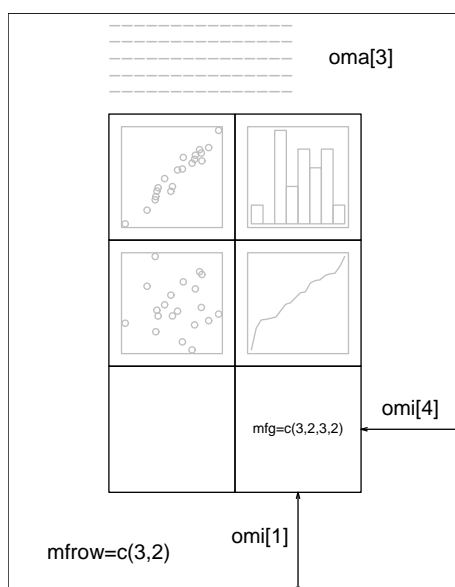 oma[3]
omi[4]
mfg=c(3,2,3,2)
omi[1]
mfrow=c(3,2)